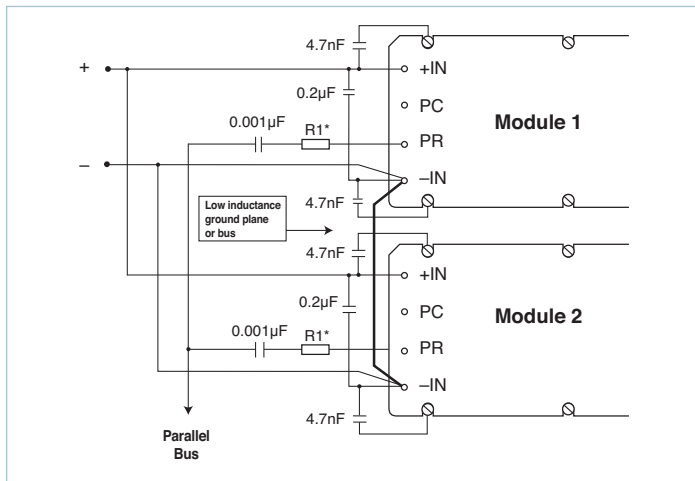 4.7nF
+
+IN
0.2µF
PC
Module 1
0.001µF
R1*
PR
–
–IN
4.7nF
Low inductance
ground plane
or bus
4.7nF
+IN
0.2µF
PC
Module 2
0.001µF
R1*
PR
–IN
4.7nF
Parallel
Bus